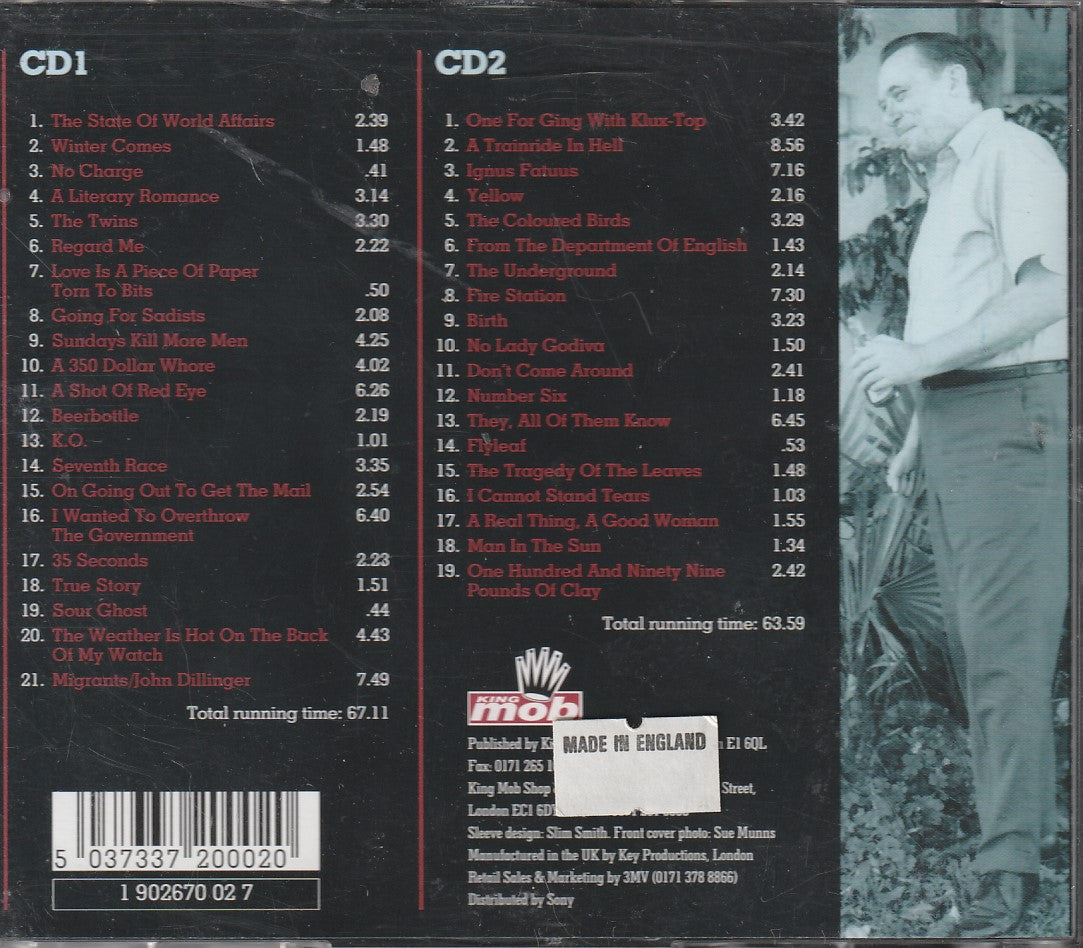 CD1
1. The State Of World Affairs 2.39
2. Winter Comes 1.48
3. No Charge .41
4. A Literary Romance 3.14
5. The Twins 3.30
6. Regard Me 2.22
7. Love Is A Piece Of Paper
Torn To Bits .50
8. Going For Sadists 2.08
9. Sundays Kill More Men 4.25
10. A 350 Dollar Whore 4.02
11. A Shot Of Red Eye 6.26
12. Beerbottle 2.19
13. K.O. 1.01
14. Seventh Race 3.35
15. On Going Out To Get The Mail 2.54
16. I Wanted To Overthrow 6.40
The Government
17. 35 Seconds 2.23
18. True Story 1.51
19. Sour Ghost .44
20. The Weather Is Hot On The Back 4.43
Of My Watch
21. Migrants/John Dillinger 7.49
Total running time: 67.11
5 037337 200020
1 902670 02 7
CD2
1. One For Ging With Klux-Top 3.42
2. A Trainride In Hell 8.56
3. Ignus Fatuus 7.16
4. Yellow 2.16
5. The Coloured Birds 3.29
6. From The Department Of English 1.43
7. The Underground 2.14
8. Fire Station 7.30
9. Birth 3.23
10. No Lady Godiva 1.50
11. Don't Come Around 2.41
12. Number Six 1.18
13. They, All Of Them Know 6.45
14. Flyleaf .53
15. The Tragedy Of The Leaves 1.48
16. I Cannot Stand Tears 1.03
17. A Real Thing, A Good Woman 1.55
18. Man In The Sun 1.34
19. One Hundred And Ninety Nine 2.42
Pounds Of Clay
Total running time: 63.59
KING
mob
MADE IN ENGLAND
Published by E1 6QL
Fax: 0171 265
King Mob Shop Street,
London EC1
Sleeve design: Slim Smith. Front cover photo: Sue Munns
Manufactured in the UK by Key Productions, London
Retail Sales & Marketing by 3MV (0171 378 8866)
Distributed by Sony